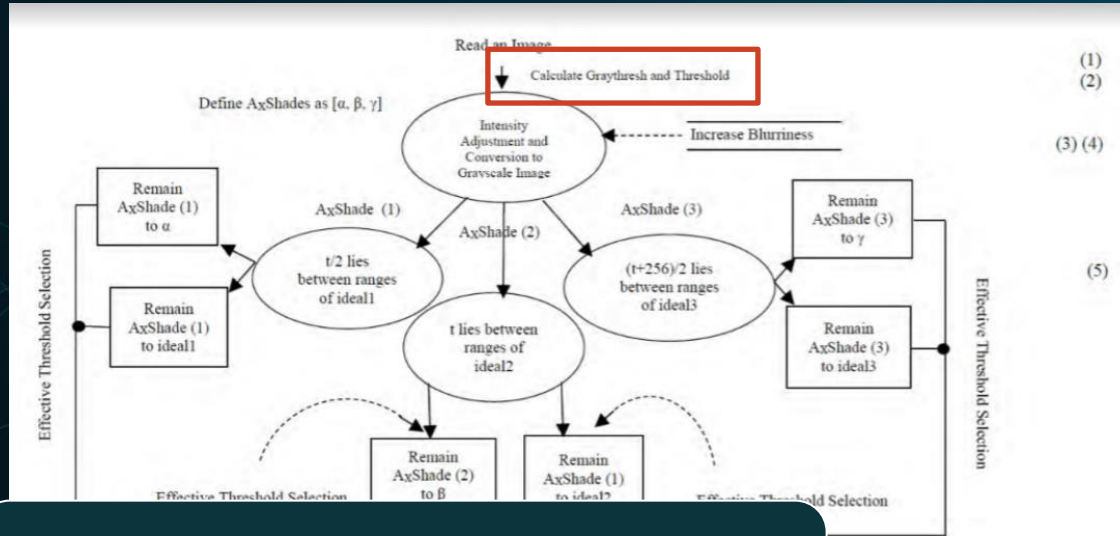 Read an Image
Calculate Graythresh and Threshold
(1)
(2)
Define AxShades as [α, β, γ]
Intensity
Adjustment and
Conversion to
Grayscale Image
Increase Blurriness
(3) (4)
Remain
AxShade (1)
to α
AxShade (1)
AxShade (2)
AxShade (3)
Remain
AxShade (3)
to γ
t/2 lies
between ranges
of ideal1
(t+256)/2 lies
between ranges
of ideal3
(5)
Remain
AxShade (1)
to ideal1
t lies between
ranges of
ideal2
Remain
AxShade (3)
to ideal3
Effective Threshold Selection
Effective Threshold Selection
Remain
AxShade (2)
to β
Remain
AxShade (1)
to ideal2
Effective Threshold Selection
Effective Threshold Selection